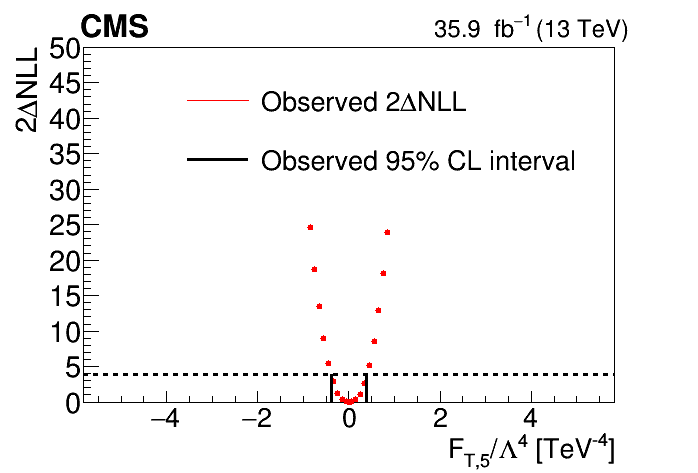 CMS
35.9 fb⁻¹ (13 TeV)
2ΔNLL
50
45
40
35
30
25
20
15
10
5
0
Observed 2ΔNLL
Observed 95% CL interval
−4 −2 0 2 4
F_T,5/Λ⁴ [TeV⁻⁴]